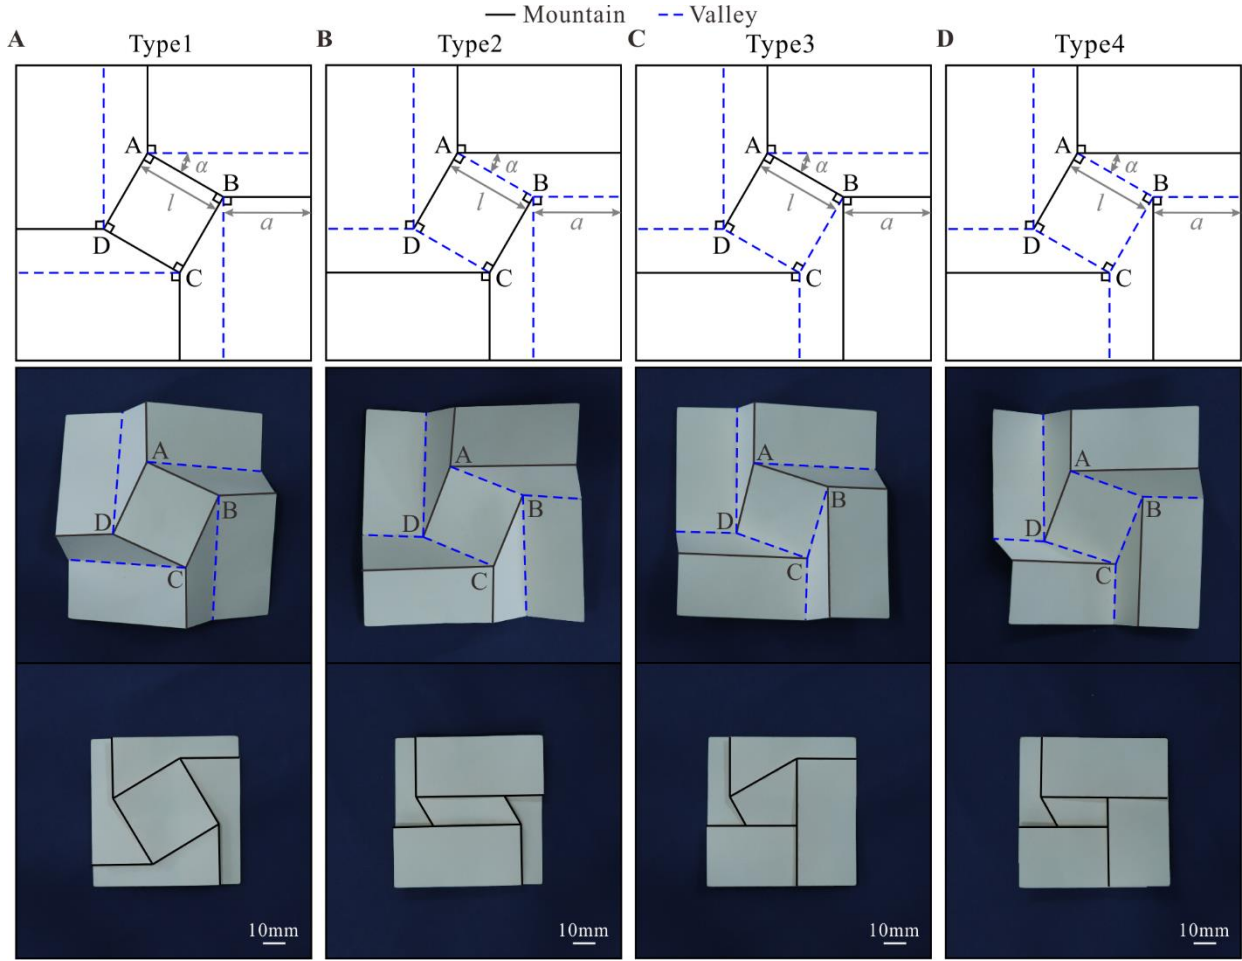 Mountain Valley
A Type1 B Type2 C Type3 D Type4
A α A α A α A α
B B B B
l l l l
a a a a
D D D D
C C C C
A A A A
B B B B
D D D D
C C C C
10mm 10mm 10mm 10mm